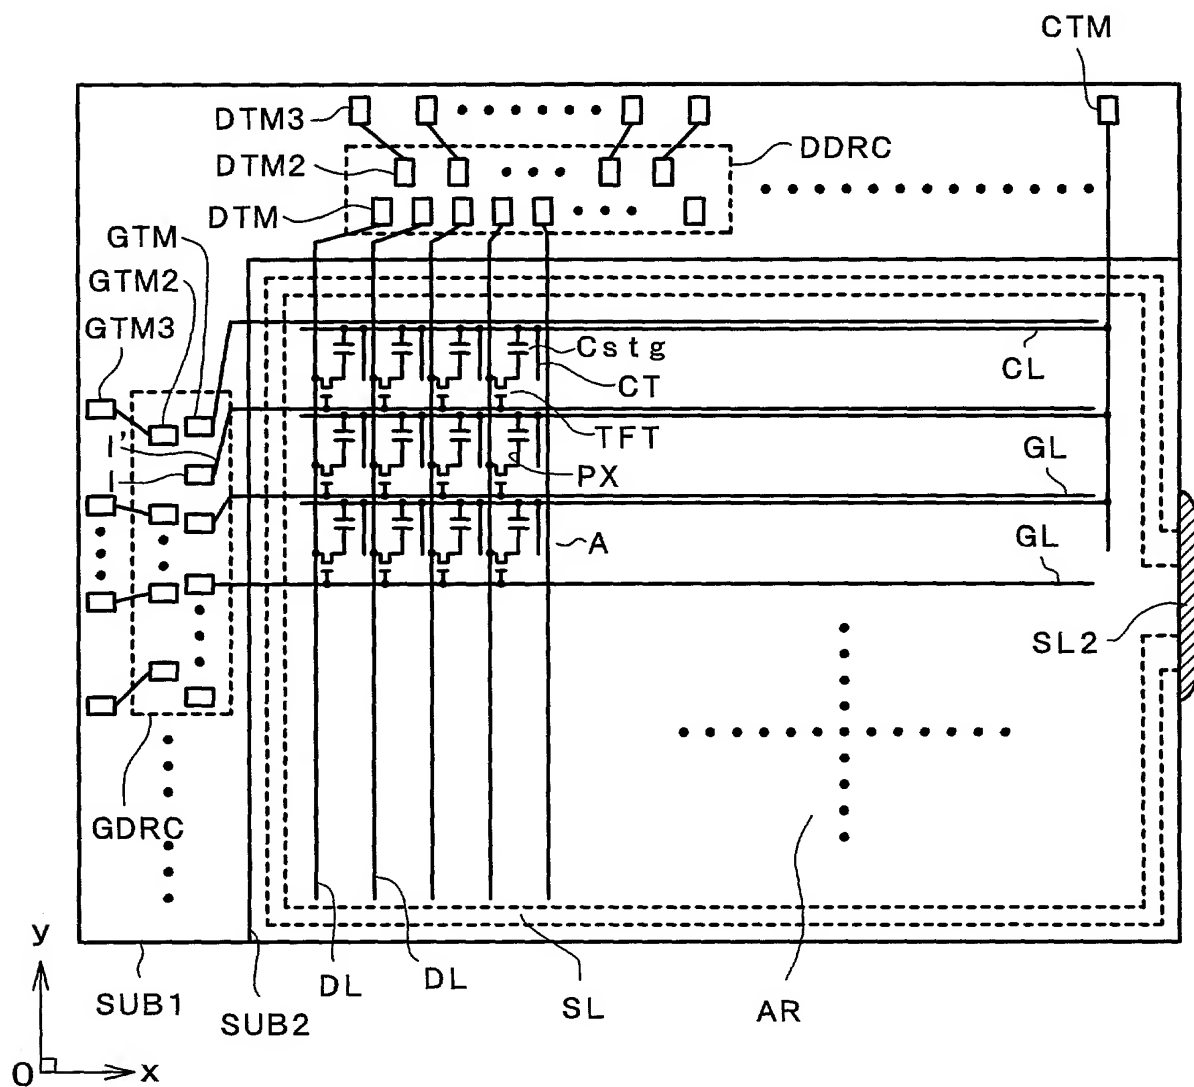 CTM
DTM3
DTM2
DDRC
DTM
GTM
GTM2
GTM3
Cstg
CL
CT
TFT
I'
GL
PX
I
A
GL
SL2
GDRC
y
DL
DL
SL
AR
SUB1
SUB2
O
x